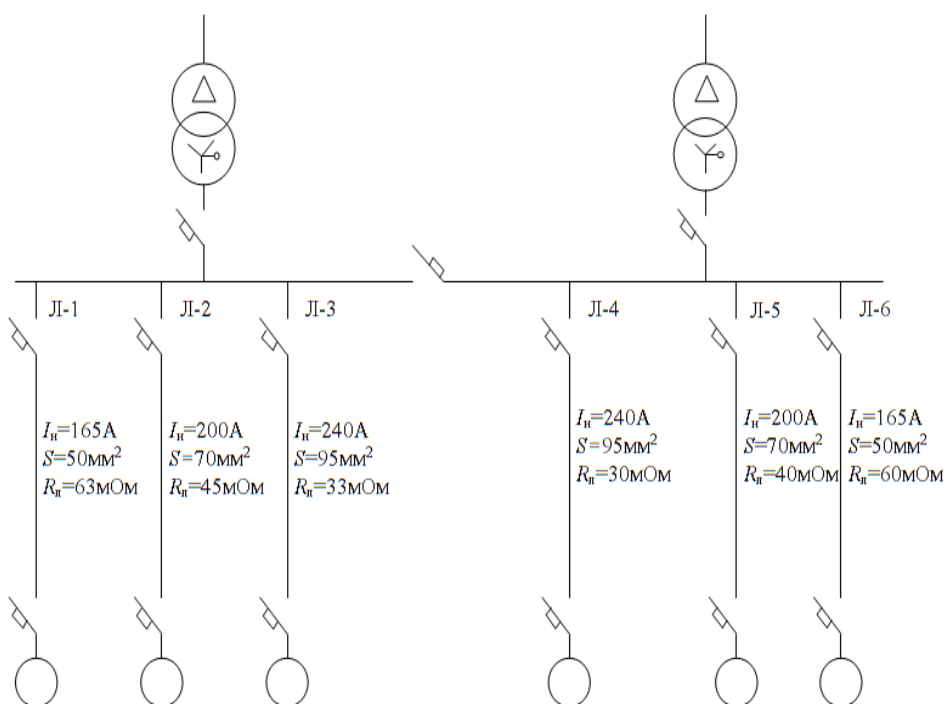 Л-1
Л-2
Л-3
Л-4
Л-5
Л-6
Iн=165А
S=50мм²
Rл=63мОм
Iн=200А
S=70мм²
Rл=45мОм
Iн=240А
S=95мм²
Rл=33мОм
Iн=240А
S=95мм²
Rл=30мОм
Iн=200А
S=70мм²
Rл=40мОм
Iн=165А
S=50мм²
Rл=60мОм